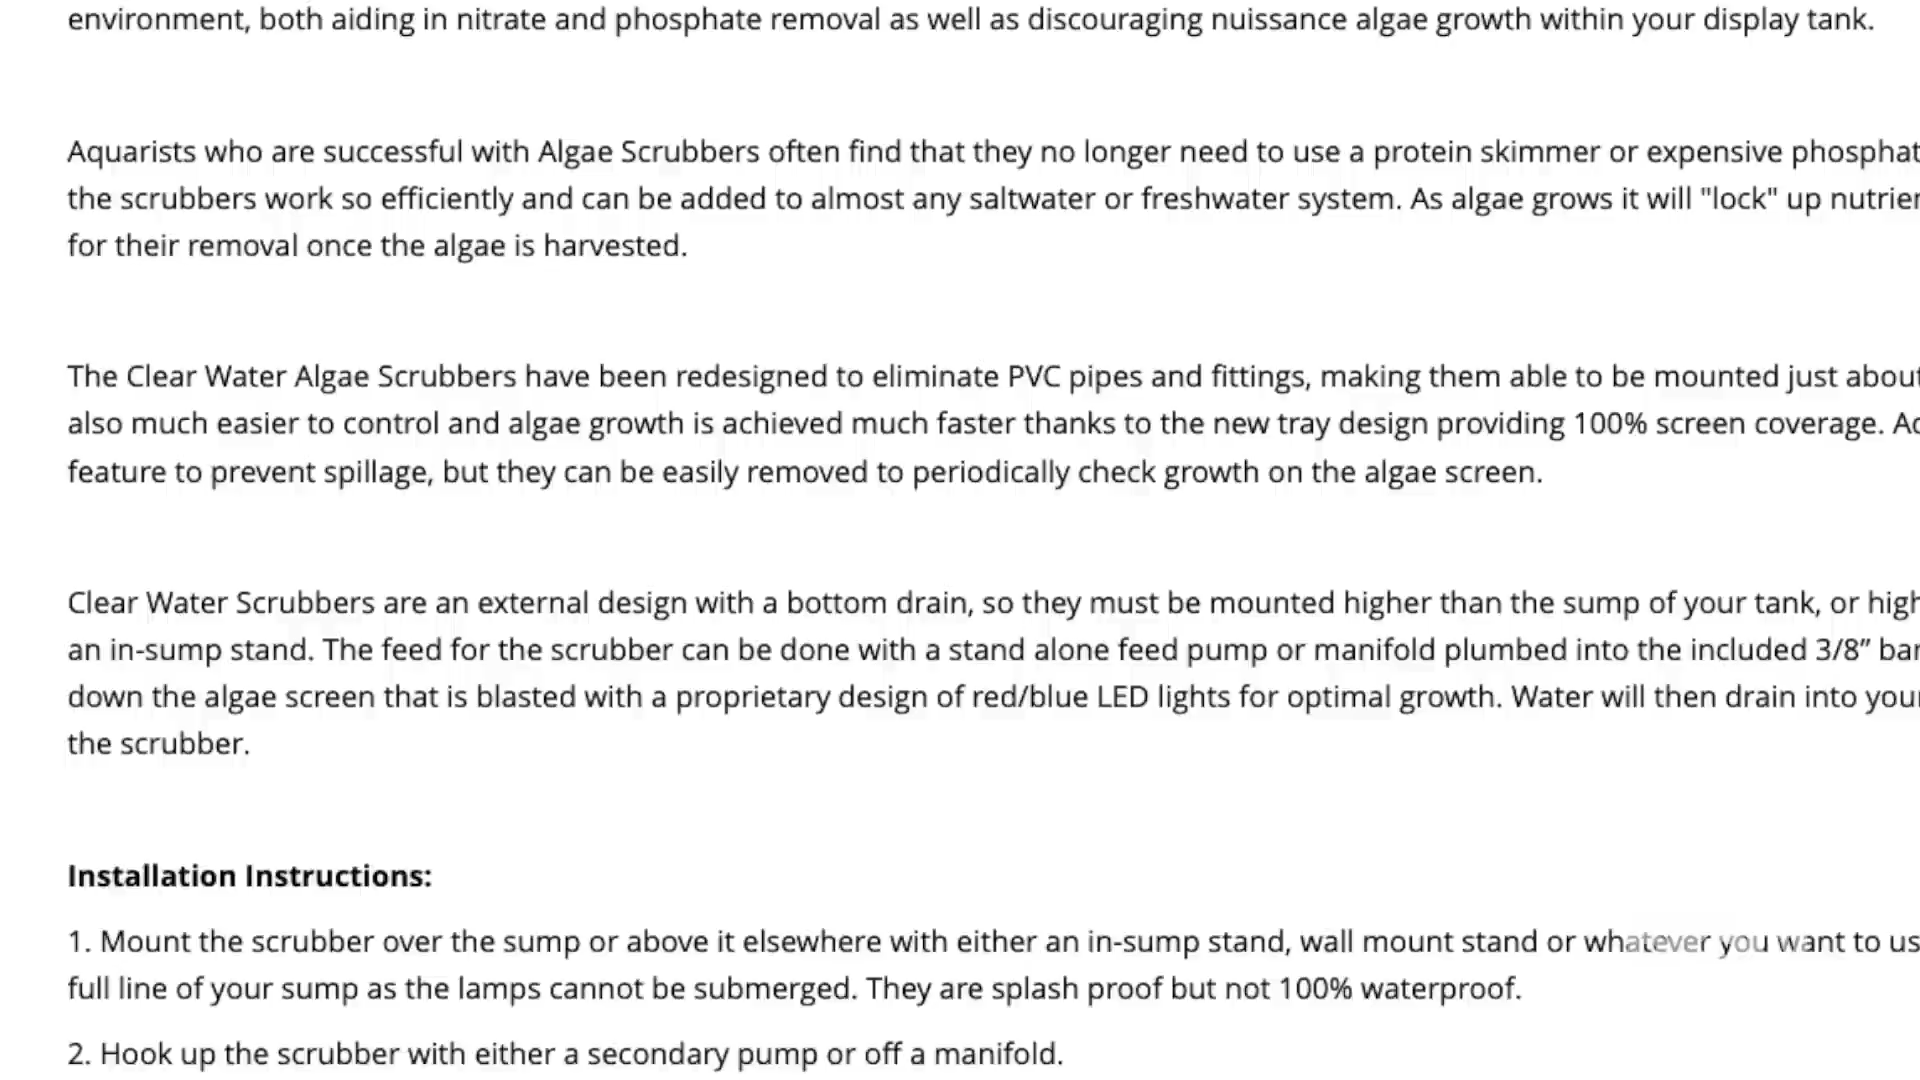 environment, both aiding in nitrate and phosphate removal as well as discouraging nuissance algae growth within your display tank.
Aquarists who are successful with Algae Scrubbers often find that they no longer need to use a protein skimmer or expensive phosphat
the scrubbers work so efficiently and can be added to almost any saltwater or freshwater system. As algae grows it will "lock" up nutrien
for their removal once the algae is harvested.
The Clear Water Algae Scrubbers have been redesigned to eliminate PVC pipes and fittings, making them able to be mounted just about
also much easier to control and algae growth is achieved much faster thanks to the new tray design providing 100% screen coverage.
feature to prevent spillage, but they can be easily removed to periodically check growth on the algae screen.
Clear Water Scrubbers are an external design with a bottom drain, so they must be mounted higher than the sump of your tank, or high
an in-sump stand. The feed for the scrubber can be done with a stand alone feed pump or manifold plumbed into the included 3/8”
down the algae screen that is blasted with a proprietary design of red/blue LED lights for optimal growth. Water will then drain into your
the scrubber.
Installation Instructions:
1. Mount the scrubber over the sump or above it elsewhere with either an in-sump stand, wall mount stand or whatever you want to us
full line of your sump as the lamps cannot be submerged. They are splash proof but not 100% waterproof.
2. Hook up the scrubber with either a secondary pump or off a manifold.